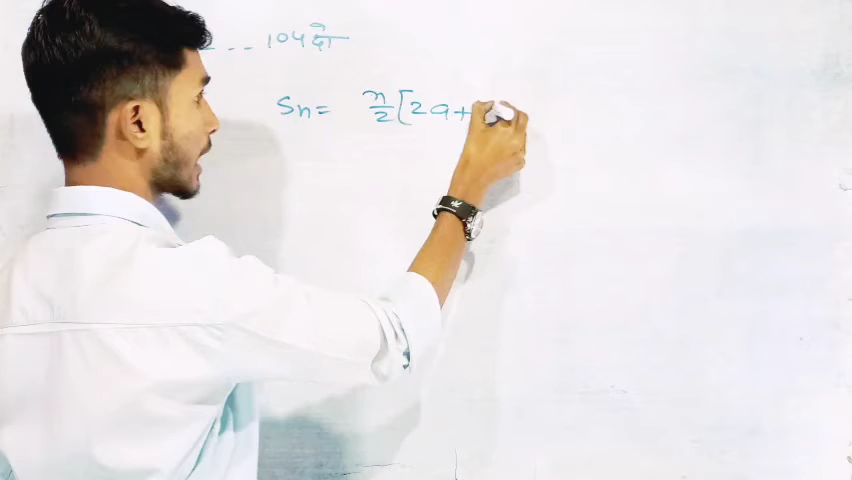 - - - 104 वाँ
Sn = n/2 [2a+